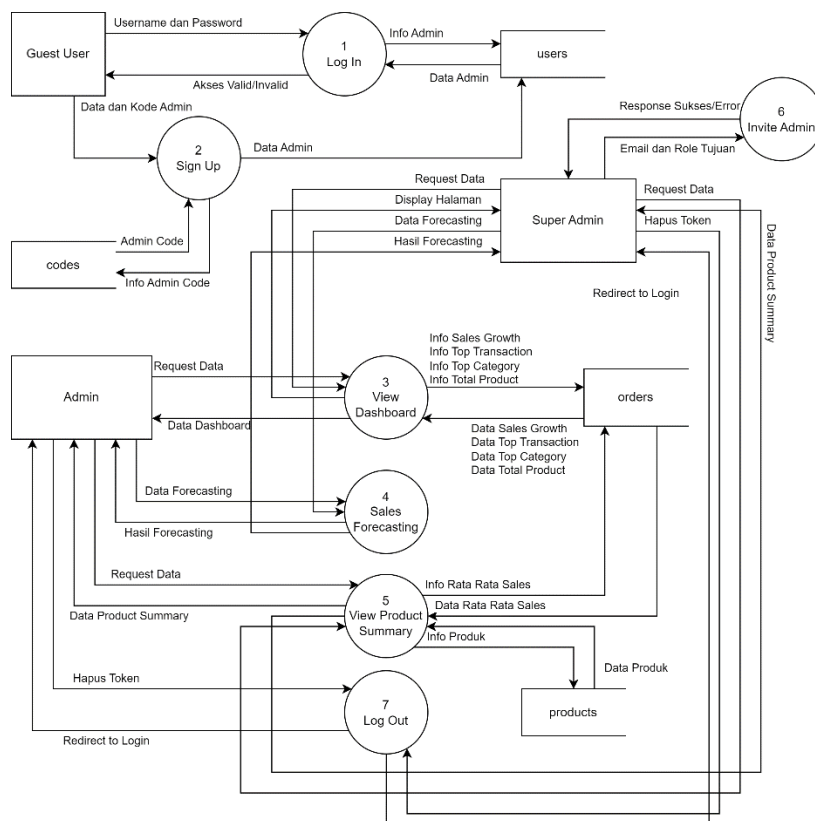 Guest User
Username dan Password
1
Log In
Info Admin
users
Akses Valid/Invalid
Data Admin
Data dan Kode Admin
2
Sign Up
Data Admin
Response Sukses/Error
6
Invite Admin
Email dan Role Tujuan
Request Data
Display Halaman
Data Forecasting
Hasil Forecasting
Super Admin
Request Data
Hapus Token
Data Product Summary
Redirect to Login
codes
Admin Code
Info Admin Code
Admin
Request Data
Data Dashboard
3
View
Dashboard
Info Sales Growth
Info Top Transaction
Info Top Category
Info Total Product
orders
Data Sales Growth
Data Top Transaction
Data Top Category
Data Total Product
Data Forecasting
Hasil Forecasting
4
Sales
Forecasting
Request Data
Data Product Summary
5
View Product
Summary
Info Rata Rata Sales
Data Rata Rata Sales
Info Produk
Data Produk
products
Hapus Token
7
Log Out
Redirect to Login